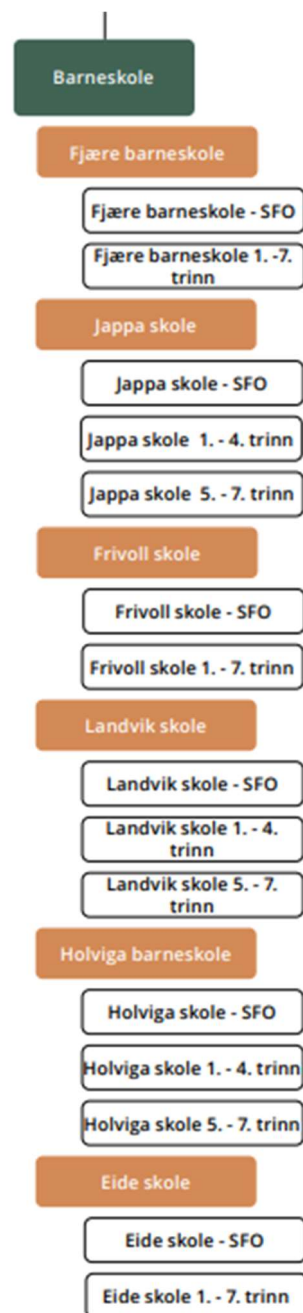 Barneskole
Fjære barneskole
Fjære barneskole - SFO
Fjære barneskole 1. -7.
trinn
Jappa skole
Jappa skole - SFO
Jappa skole 1. - 4. trinn
Jappa skole 5. - 7. trinn
Frivoll skole
Frivoll skole - SFO
Frivoll skole 1. - 7. trinn
Landvik skole
Landvik skole - SFO
Landvik skole 1. - 4.
trinn
Landvik skole 5. - 7.
trinn
Holviga barneskole
Holviga skole - SFO
Holviga skole 1. - 4. trinn
Holviga skole 5. - 7. trinn
Eide skole
Eide skole - SFO
Eide skole 1. - 7. trinn